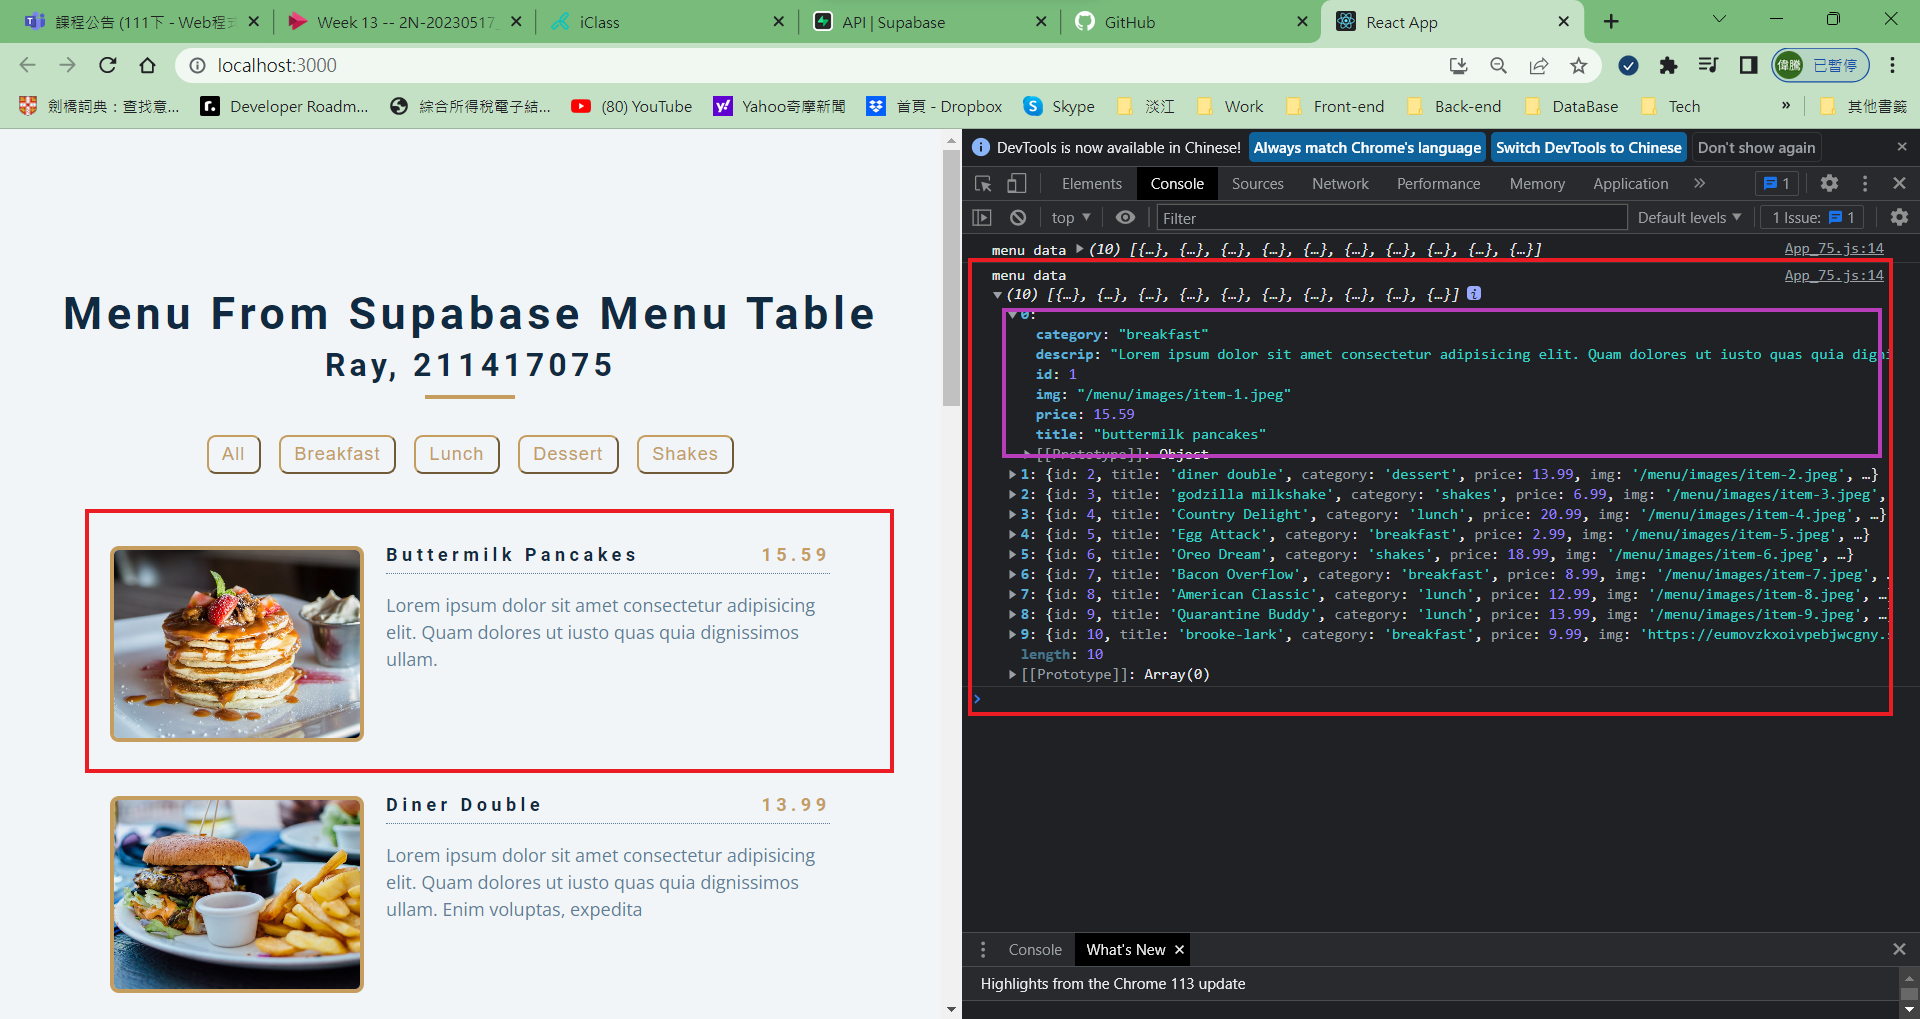 課程公告 (111下 - Web程式
Week 13 -- 2N-20230517_
iClass
API | Supabase
GitHub
React App
localhost:3000
偉騰 已暫停
劍橋詞典：查找意...
Developer Roadm...
綜合所得稅電子結...
(80) YouTube
Yahoo奇摩新聞
首頁 - Dropbox
Skype
淡江
Work
Front-end
Back-end
DataBase
Tech
»
其他書籤
Menu From Supabase Menu Table
Ray, 211417075
All
Breakfast
Lunch
Dessert
Shakes
Buttermilk Pancakes 15.59
Lorem ipsum dolor sit amet consectetur adipisicing
elit. Quam dolores ut iusto quas quia dignissimos
ullam.
Diner Double 13.99
Lorem ipsum dolor sit amet consectetur adipisicing
elit. Quam dolores ut iusto quas quia dignissimos
ullam. Enim voluptas, expedita
DevTools is now available in Chinese! Always match Chrome's language Switch DevTools to Chinese Don't show again
Elements Console Sources Network Performance Memory Application » 1
top Filter Default levels 1 Issue: 1
menu data (10) [{…}, {…}, {…}, {…}, {…}, {…}, {…}, {…}, {…}, {…}] App_75.js:14
menu data App_75.js:14
(10) [{…}, {…}, {…}, {…}, {…}, {…}, {…}, {…}, {…}, {…}] i
0:
category: "breakfast"
descrip: "Lorem ipsum dolor sit amet consectetur adipisicing elit. Quam dolores ut iusto quas quia digni
id: 1
img: "/menu/images/item-1.jpeg"
price: 15.59
title: "buttermilk pancakes"
[[Prototype]]: Object
1: {id: 2, title: 'diner double', category: 'dessert', price: 13.99, img: '/menu/images/item-2.jpeg', …}
2: {id: 3, title: 'godzilla milkshake', category: 'shakes', price: 6.99, img: '/menu/images/item-3.jpeg',
3: {id: 4, title: 'Country Delight', category: 'lunch', price: 20.99, img: '/menu/images/item-4.jpeg', …}
4: {id: 5, title: 'Egg Attack', category: 'breakfast', price: 2.99, img: '/menu/images/item-5.jpeg', …}
5: {id: 6, title: 'Oreo Dream', category: 'shakes', price: 18.99, img: '/menu/images/item-6.jpeg', …}
6: {id: 7, title: 'Bacon Overflow', category: 'breakfast', price: 8.99, img: '/menu/images/item-7.jpeg', …
7: {id: 8, title: 'American Classic', category: 'lunch', price: 12.99, img: '/menu/images/item-8.jpeg', …
8: {id: 9, title: 'Quarantine Buddy', category: 'lunch', price: 13.99, img: '/menu/images/item-9.jpeg', …}
9: {id: 10, title: 'brooke-lark', category: 'breakfast', price: 9.99, img: 'https://eumovzkxoivpebjwcgny.s
length: 10
[[Prototype]]: Array(0)
Console What's New
Highlights from the Chrome 113 update